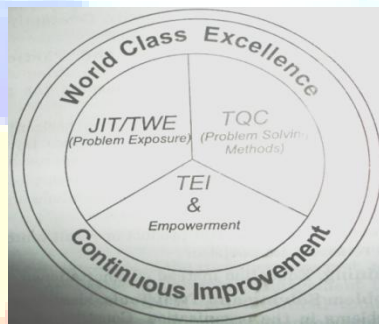 World Class Excellence
JIT/TWE
(Problem Exposure)
TQC
(Problem Solving
Methods)
TEI
&
Empowerment
Continuous Improvement